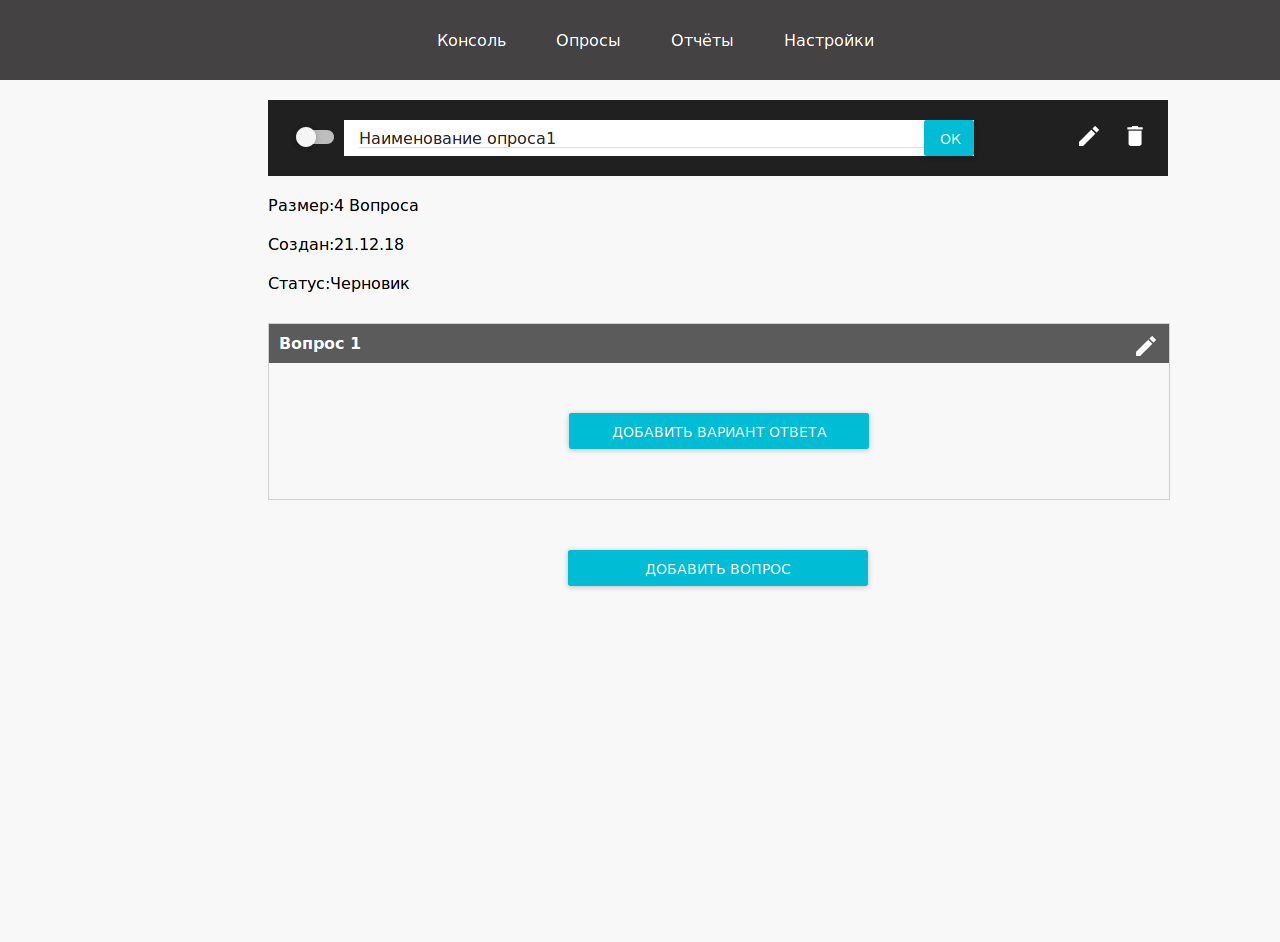 Консоль Опросы Отчёты Настройки
Наименование опроса1 ОК
Размер:4 Вопроса
Создан:21.12.18
Статус:Черновик
Вопрос 1
ДОБАВИТЬ ВАРИАНТ ОТВЕТА
ДОБАВИТЬ ВОПРОС